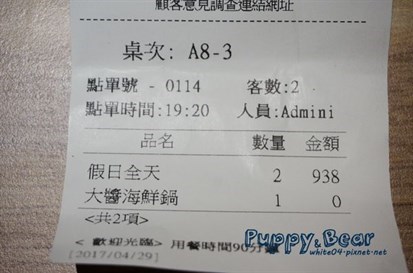 顧客意見調查連結網址
桌次: A8-3
點單號 - 0114 客數:2
點單時間:19:20 人員:Admini
品名 數量 金額
假日全天 2 938
大醬海鮮鍋 1 0
<共2項>
< 歡迎光臨> 用餐時間90分鐘
[2017/04/29]
Puppy & Bear
white04.pixnet.net